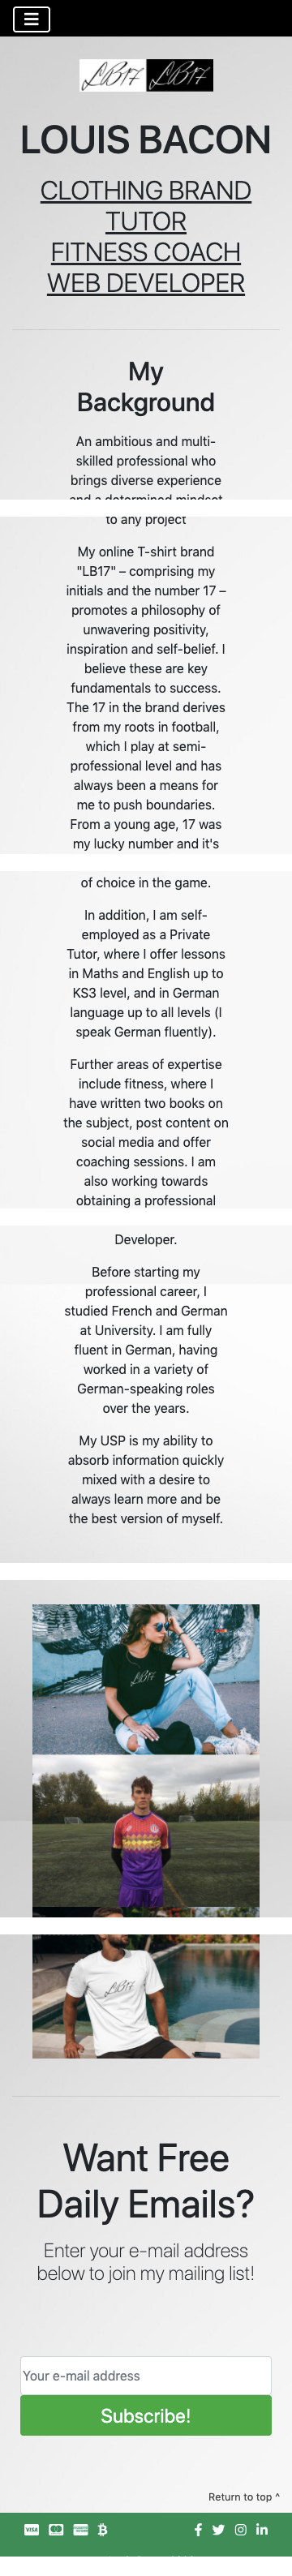 LB17 LB17
LOUIS BACON
CLOTHING BRAND
TUTOR
FITNESS COACH
WEB DEVELOPER
My
Background
An ambitious and multi-
skilled professional who
brings diverse experience
and a determined mindset
to any project
My online T-shirt brand
"LB17" – comprising my
initials and the number 17 –
promotes a philosophy of
unwavering positivity,
inspiration and self-belief. I
believe these are key
fundamentals to success.
The 17 in the brand derives
from my roots in football,
which I play at semi-
professional level and has
always been a means for
me to push boundaries.
From a young age, 17 was
my lucky number and it's
of choice in the game.
In addition, I am self-
employed as a Private
Tutor, where I offer lessons
in Maths and English up to
KS3 level, and in German
language up to all levels (I
speak German fluently).
Further areas of expertise
include fitness, where I
have written two books on
the subject, post content on
social media and offer
coaching sessions. I am
also working towards
obtaining a professional
Developer.
Before starting my
professional career, I
studied French and German
at University. I am fully
fluent in German, having
worked in a variety of
German-speaking roles
over the years.
My USP is my ability to
absorb information quickly
mixed with a desire to
always learn more and be
the best version of myself.
LB17
LB17
Want Free
Daily Emails?
Enter your e-mail address
below to join my mailing list!
Your e-mail address
Subscribe!
Return to top ^
VISA